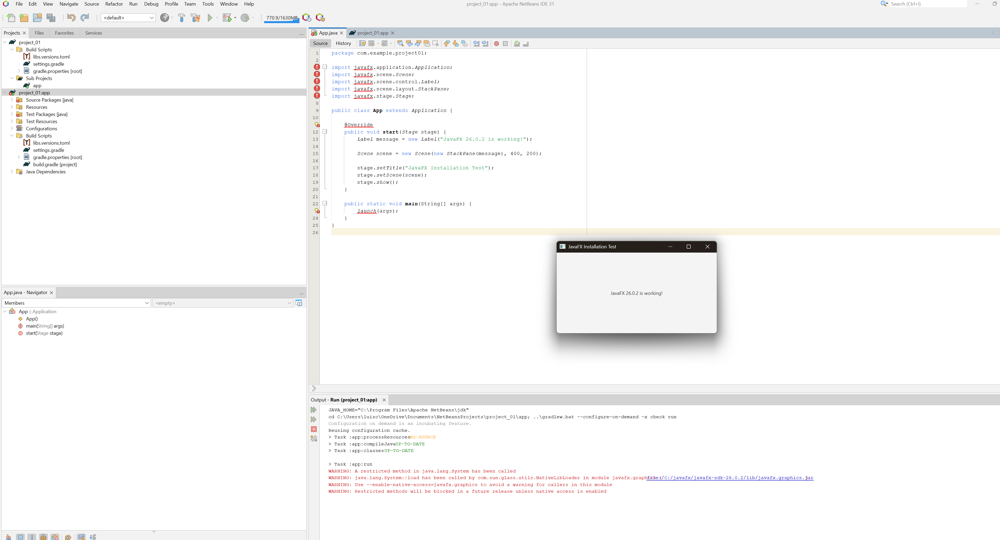 File Edit View Navigate Source Refactor Run Debug Profile Team Tools Window Help
project_01:app - Apache NetBeans IDE 31
Search (Ctrl+I)
<default>
770.9/1630MB
Projects Files Favorites Services
project_01
Build Scripts
libs.versions.toml
settings.gradle
gradle.properties [root]
Sub Projects
app
project_01:app
Source Packages [java]
Resources
Test Packages [java]
Test Resources
Configurations
Build Scripts
libs.versions.toml
settings.gradle
gradle.properties [root]
build.gradle [project]
Java Dependencies
App.java - Navigator
Members
<empty>
App :: Application
App()
main(String[] args)
start(Stage stage)
App.java project_01:app
Source History
1 package com.example.project01;
2
import javafx.application.Application;
import javafx.scene.Scene;
import javafx.scene.control.Label;
import javafx.scene.layout.StackPane;
import javafx.stage.Stage;
8
9 public class App extends Application {
10
@Override
12 public void start(Stage stage) {
13 Label message = new Label("JavaFX 26.0.2 is working!");
14
15 Scene scene = new Scene(new StackPane(message), 400, 200);
16
17 stage.setTitle("JavaFX Installation Test");
18 stage.setScene(scene);
19 stage.show();
20 }
21
22 public static void main(String[] args) {
launch(args);
24 }
25 }
26
JavaFX Installation Test
JavaFX 26.0.2 is working!
Output - Run (project_01:app)
JAVA_HOME="C:\Program Files\Apache NetBeans\jdk"
cd C:\Users\luisc\OneDrive\Documents\NetBeansProjects\project_01\app; ..\gradlew.bat --configure-on-demand -x check run
Configuration on demand is an incubating feature.
Reusing configuration cache.
> Task :app:processResources NO-SOURCE
> Task :app:compileJava UP-TO-DATE
> Task :app:classes UP-TO-DATE
> Task :app:run
WARNING: A restricted method in java.lang.System has been called
WARNING: java.lang.System::load has been called by com.sun.glass.utils.NativeLibLoader in module javafx.graphics (file:/C:/javafx/javafx-sdk-26.0.2/lib/javafx.graphics.jar)
WARNING: Use --enable-native-access=javafx.graphics to avoid a warning for callers in this module
WARNING: Restricted methods will be blocked in a future release unless native access is enabled